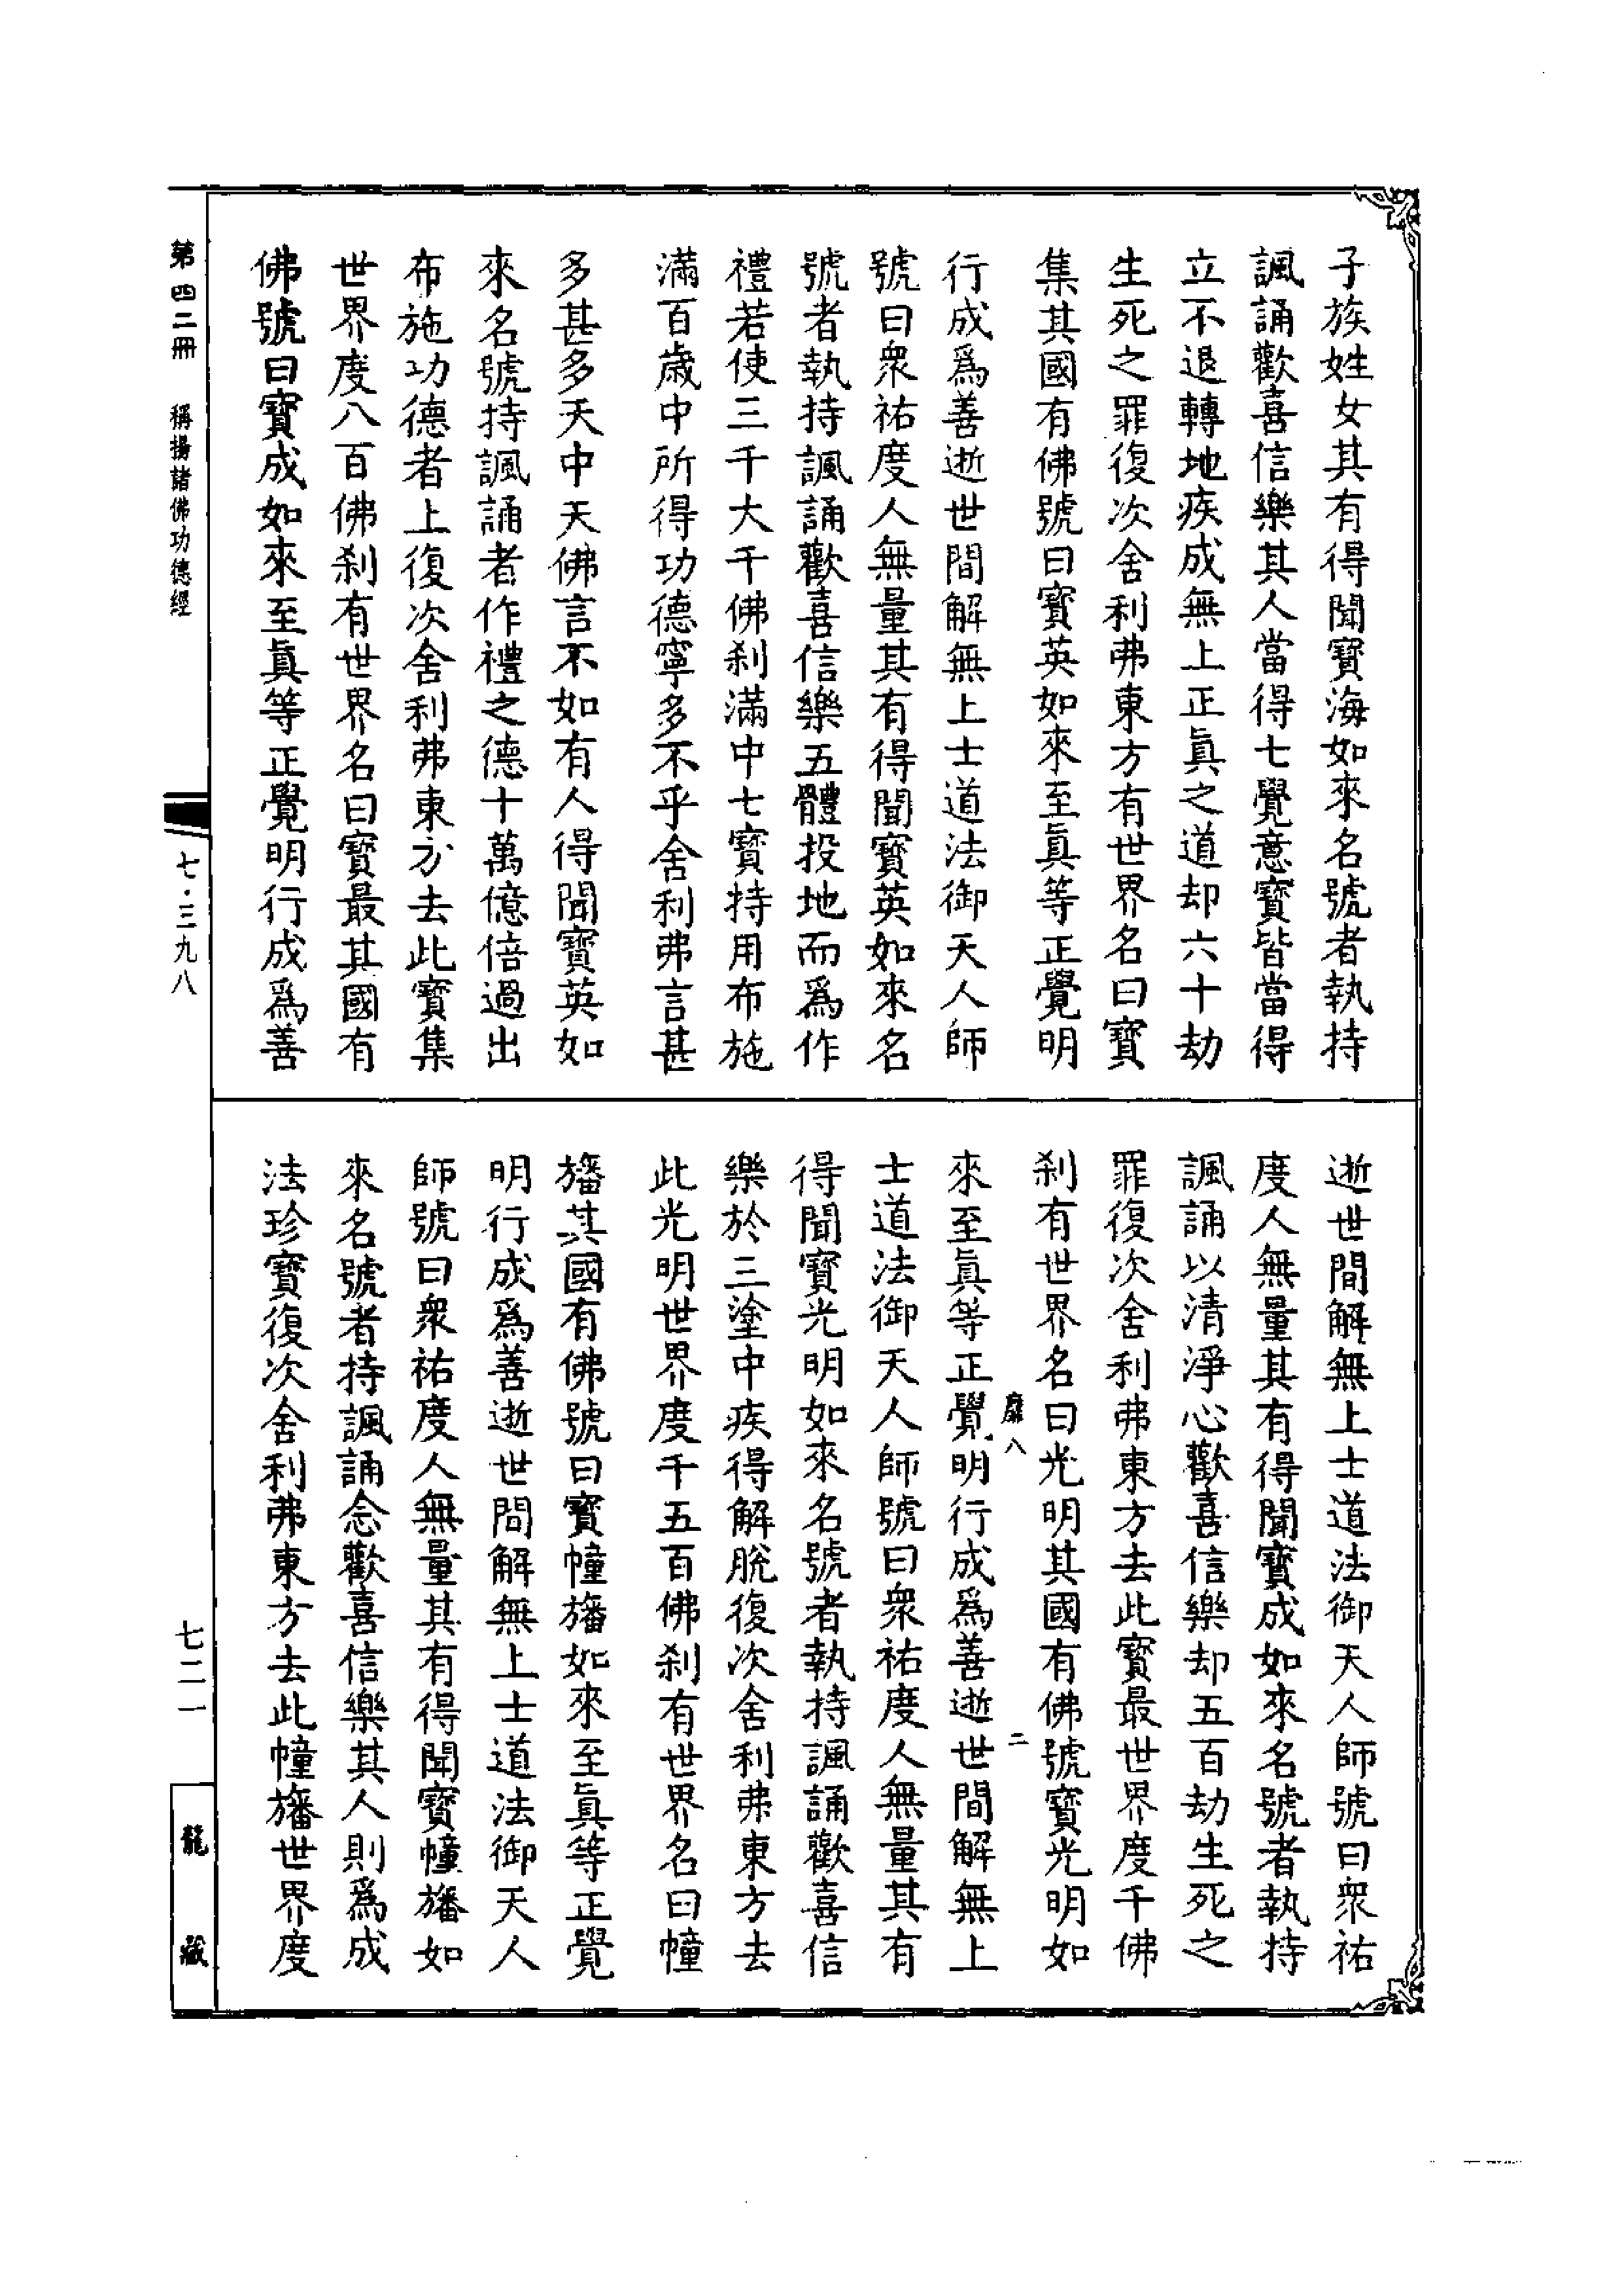 子族姓女其有得聞寶海如來名號者執持
諷誦歡喜信樂其人當得七覺意寶皆當得
立不退轉地疾成無上正眞之道却六十劫
生死之罪復次舍利弗東方有世界名曰寶
集其國有佛號曰寶英如來至眞等正覺明
行成爲善逝世間解無上士道法御天人師
號曰衆祐度人無量其有得聞寶英如來名
號者執持諷誦歡喜信樂五體投地而爲作
禮若使三千大千佛刹滿中七寶持用布施
滿百歲中所得功德寧多不乎舍利弗言甚
多甚多天中天佛言不如有人得聞寶英如
來名號持諷誦者作禮之德十萬億倍過出
布施功德者上復次舍利弗東方去此寶集
世界度八百佛刹有世界名曰寶最其國有
佛號曰寶成如來至眞等正覺明行成爲善
逝世間解無上士道法御天人師號曰衆祐
度人無量其有得聞寶成如來名號者執持
諷誦以清淨心歡喜信樂却五百劫生死之
罪復次舍利弗東方去此寶最世界度千佛
刹有世界名曰光明其國有佛號寶光明如
靡八 二
來至眞等正覺明行成爲善逝世間解無上
士道法御天人師號曰衆祐度人無量其有
得聞寶光明如來名號者執持諷誦歡喜信
樂於三塗中疾得解脫復次舍利弗東方去
此光明世界度千五百佛刹有世界名曰幢
旛其國有佛號曰寶幢旛如來至眞等正覺
明行成爲善逝世間解無上士道法御天人
師號曰衆祐度人無量其有得聞寶幢旛如
來名號者持諷誦念歡喜信樂其人則爲成
法珍寶復次舍利弗東方去此幢旛世界度
第四二冊 稱揚諸佛功德經
七·三九八
七二一
龍藏